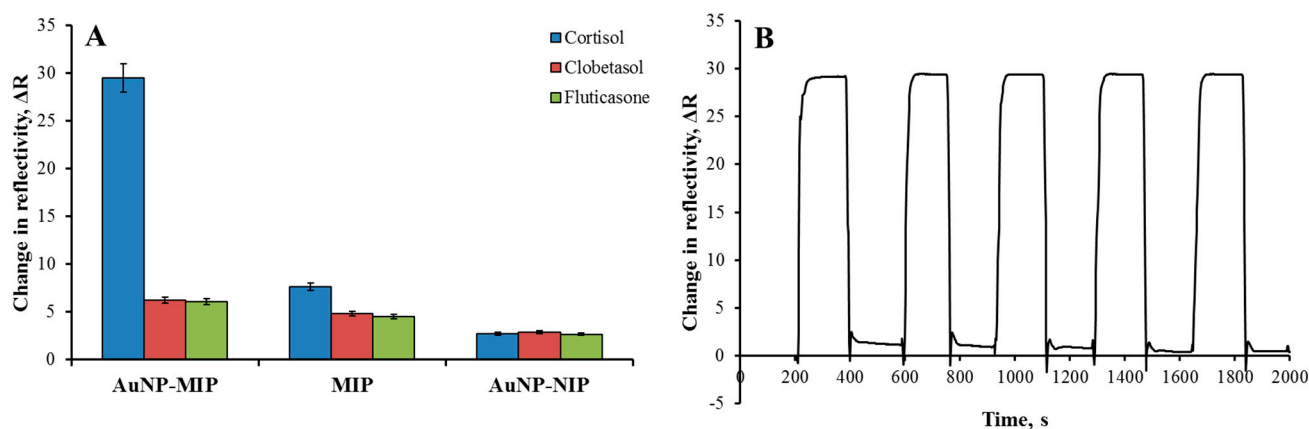 A
Change in reflectivity, ΔR
35
30
25
20
15
10
5
0
Cortisol
Clobetasol
Fluticasone
AuNP-MIP MIP AuNP-NIP
B
Change in reflectivity, ΔR
35
30
25
20
15
10
5
0
-5
0 200 400 600 800 1000 1200 1400 1600 1800 2000
Time, s